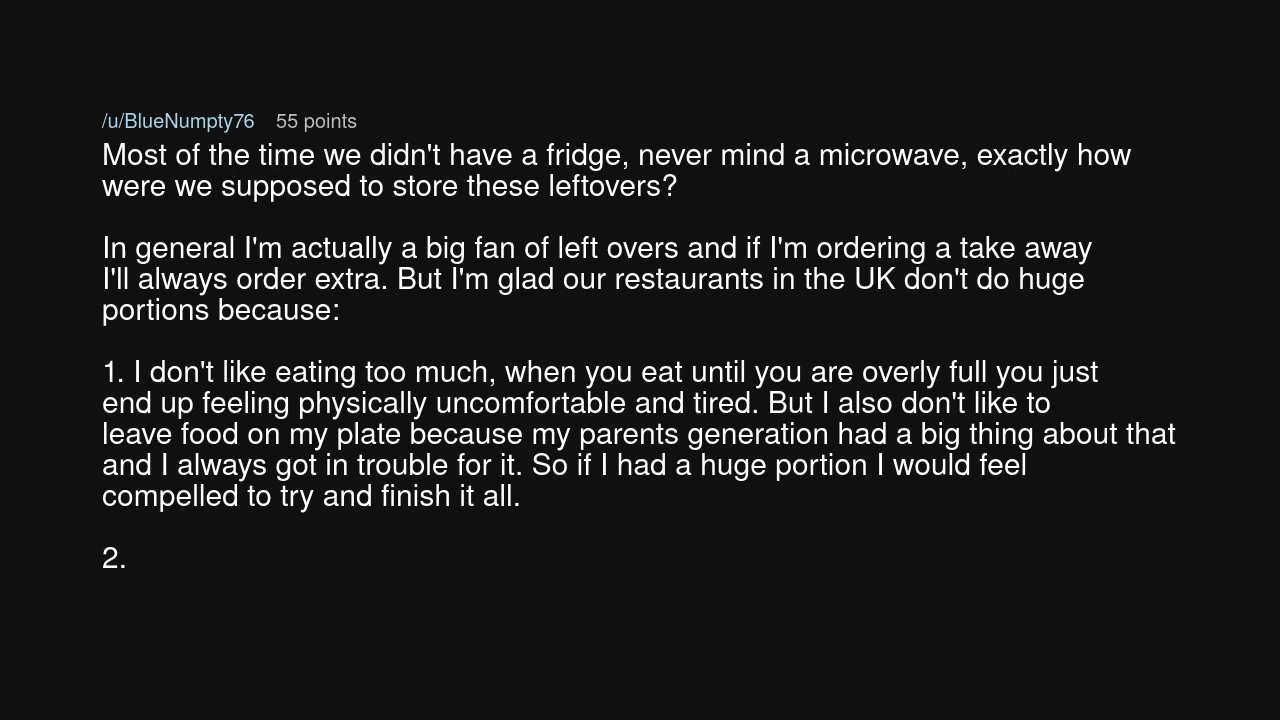 /u/BlueNumpty76 55 points
Most of the time we didn't have a fridge, never mind a microwave, exactly how
were we supposed to store these leftovers?
In general I'm actually a big fan of left overs and if I'm ordering a take away
I'll always order extra. But I'm glad our restaurants in the UK don't do huge
portions because:
1. I don't like eating too much, when you eat until you are overly full you just
end up feeling physically uncomfortable and tired. But I also don't like to
leave food on my plate because my parents generation had a big thing about that
and I always got in trouble for it. So if I had a huge portion I would feel
compelled to try and finish it all.
2.